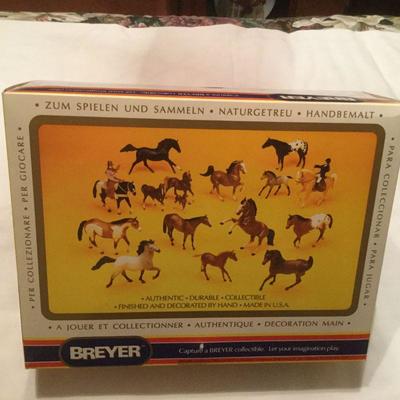 • ZUM SPIELEN UND SAMMELN • NATURGETREU • HANDBEMALT •
• PER COLLEZIONARE • PER GIOCARE
PARA COLECCIONAR • PARA JUGAR •
• AUTHENTIC • DURABLE • COLLECTIBLE
• FINISHED AND DECORATED BY HAND • MADE IN U.S.A.
• A JOUER ET COLLECTIONNER • AUTHENTIQUE • DECORATION MAIN •
BREYER Capture a BREYER collectible. Let your imagination play.